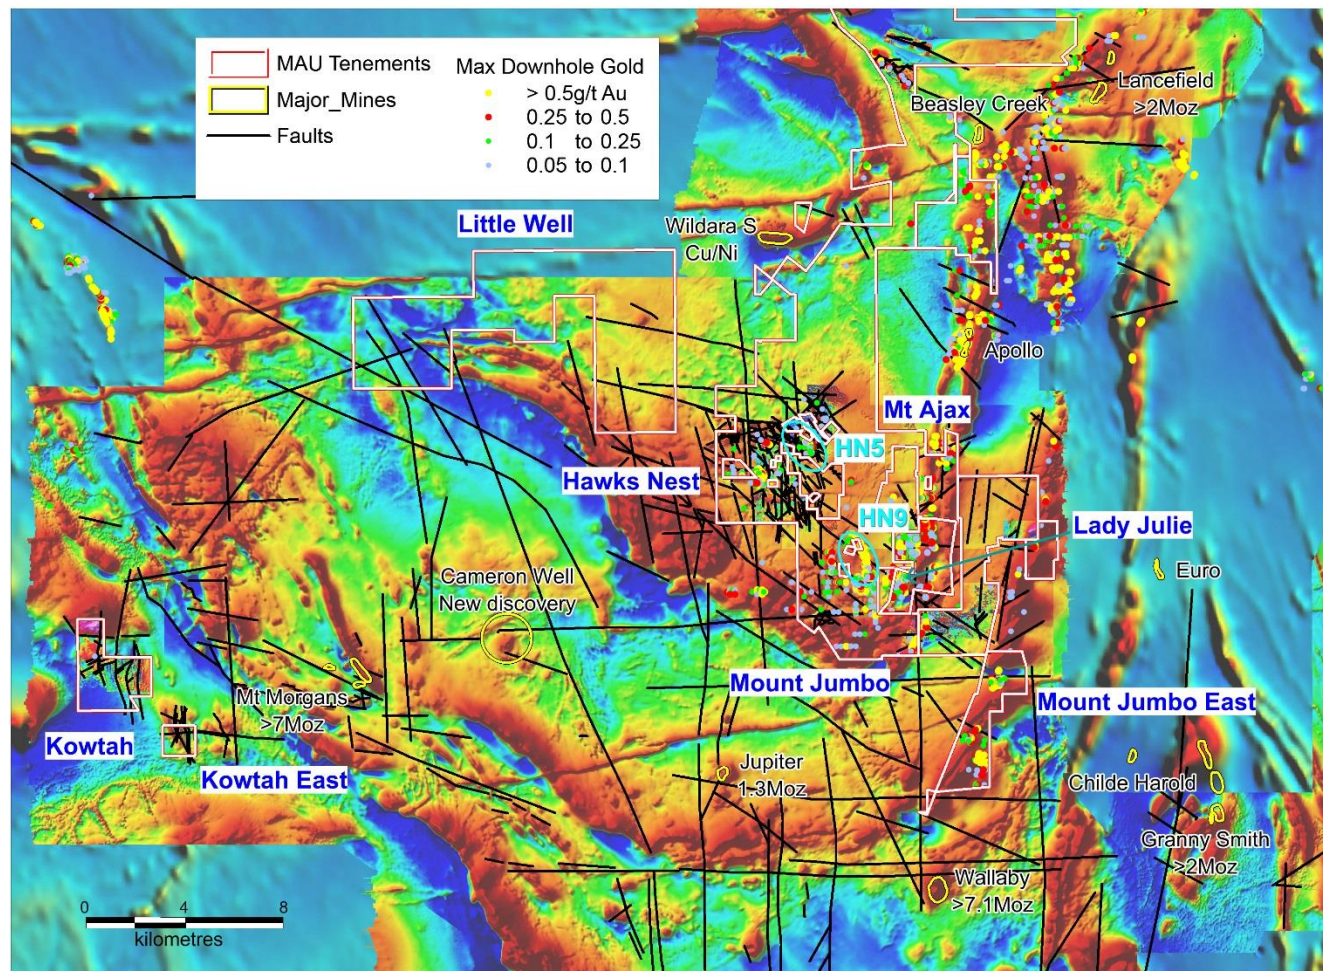 MAU Tenements
Major_Mines
Faults
Max Downhole Gold
> 0.5g/t Au
0.25 to 0.5
0.1 to 0.25
0.05 to 0.1
Lancefield
>2Moz
Beasley Creek
Little Well
Wildara S
Cu/Ni
Apollo
Mt Ajax
HN5
Hawks Nest
HN9
Lady Julie
Cameron Well
New discovery
Euro
Mount Jumbo
Mt Morgans
>7Moz
Mount Jumbo East
Kowtah
Kowtah East
Jupiter
1.3Moz
Childe Harold
Granny Smith
>2Moz
Wallaby
>7.1Moz
0 4 8
kilometres